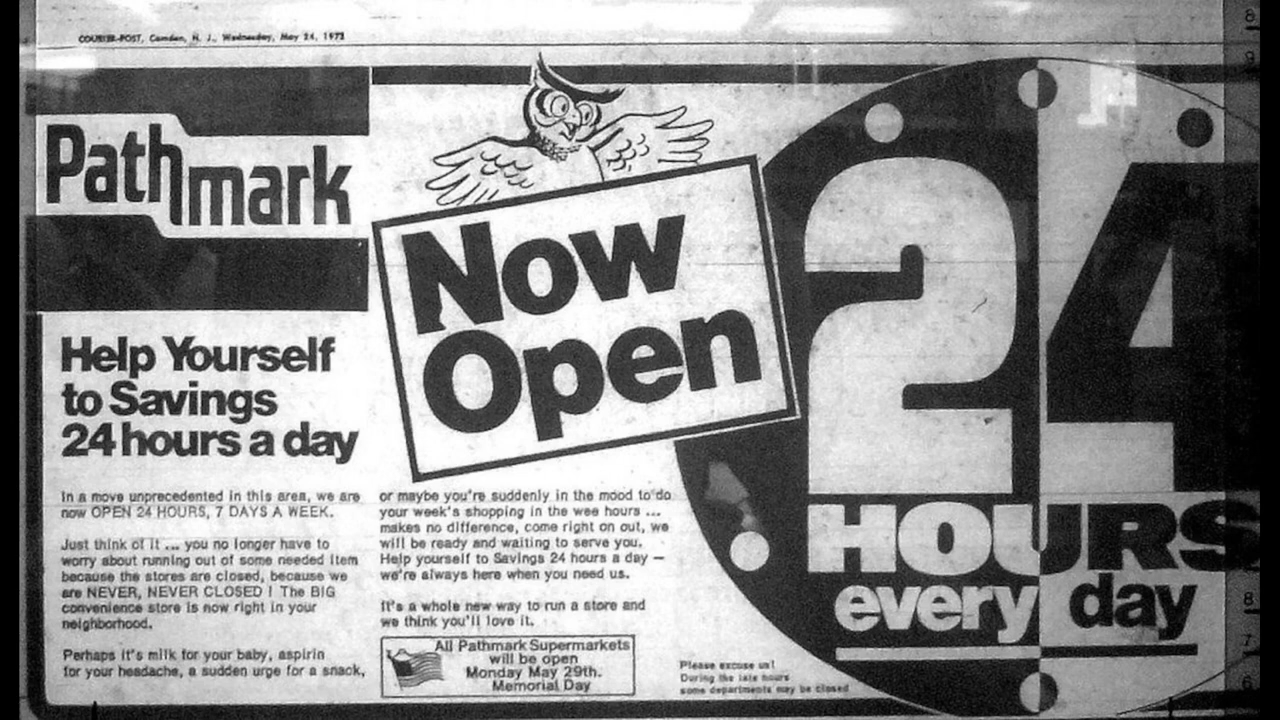 COURIER-POST, Camden, N. J., Wednesday, May 24, 1972
Pathmark
Now
Open
24
HOURS
every day
Help Yourself
to Savings
24 hours a day
In a move unprecedented in this area, we are
now OPEN 24 HOURS, 7 DAYS A WEEK.
Just think of it ... you no longer have to
worry about running out of some needed item
because the stores are closed, because we
are NEVER, NEVER CLOSED ! The BIG
convenience store is now right in your
neighborhood.
Perhaps it's milk for your baby, aspirin
for your headache, a sudden urge for a snack,
or maybe you're suddenly in the mood to do
your week's shopping in the wee hours ...
makes no difference, come right on out, we
will be ready and waiting to serve you.
Help yourself to Savings 24 hours a day —
we're always here when you need us.
It's a whole new way to run a store and
we think you'll love it.
All Pathmark Supermarkets
will be open
Monday May 29th.
Memorial Day
Please excuse us!
During the late hours
some departments may be closed
8
9
8
7
6